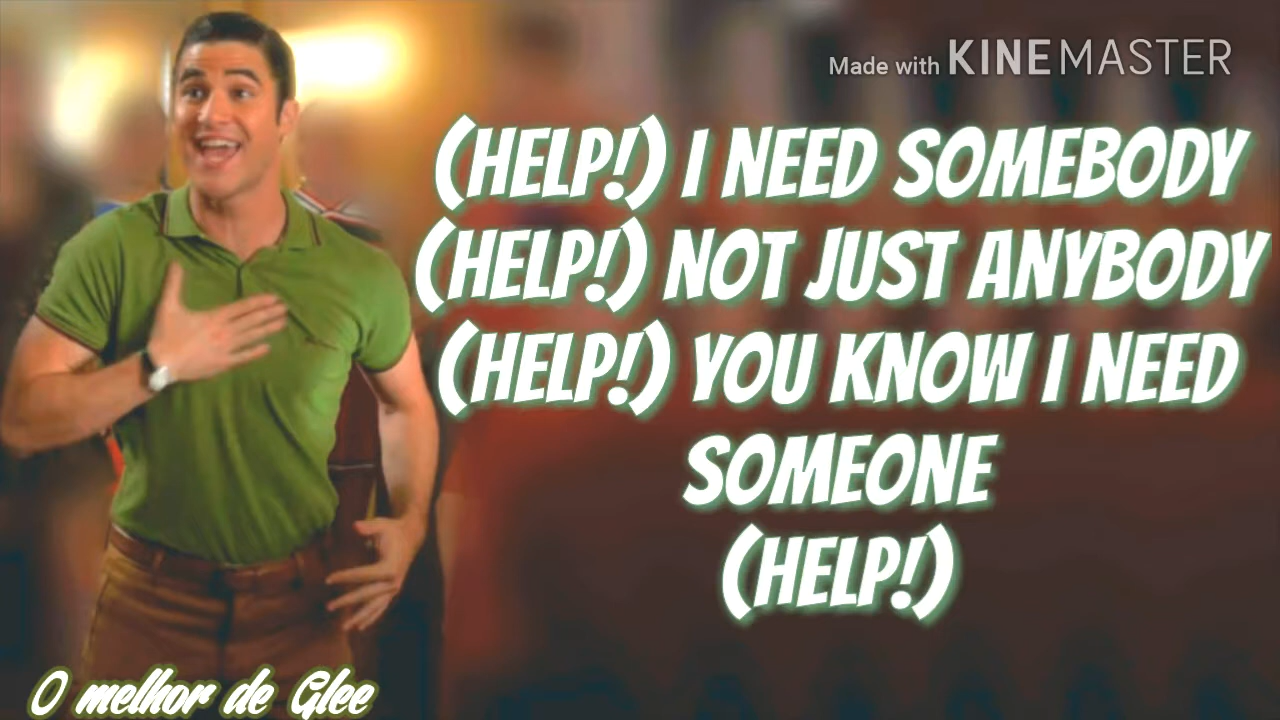 Made with KINEMASTER
(HELP!) I NEED SOMEBODY
(HELP!) NOT JUST ANYBODY
(HELP!) YOU KNOW I NEED
SOMEONE
(HELP!)
O melhor de Glee